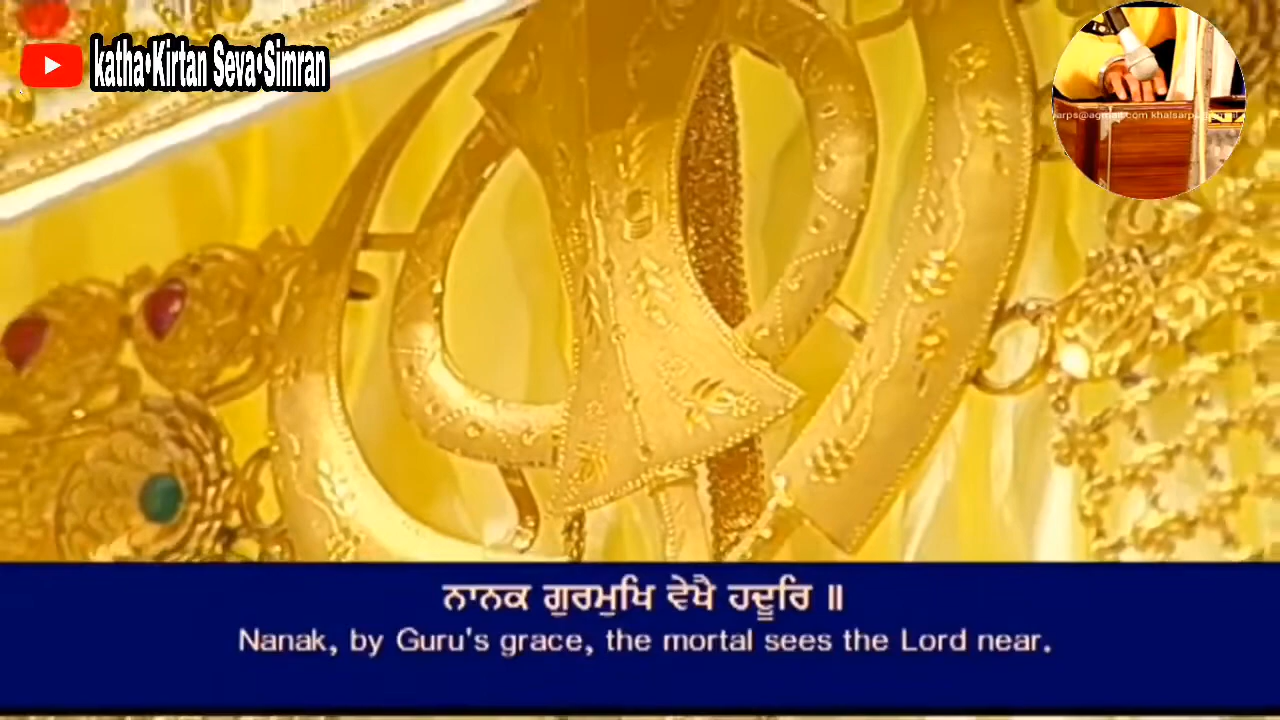 katha•Kirtan Seva•Simran
ਨਾਨਕ ਗੁਰਮੁਖਿ ਵੇਖੈ ਹਦੂਰਿ ॥
Nanak, by Guru's grace, the mortal sees the Lord near.